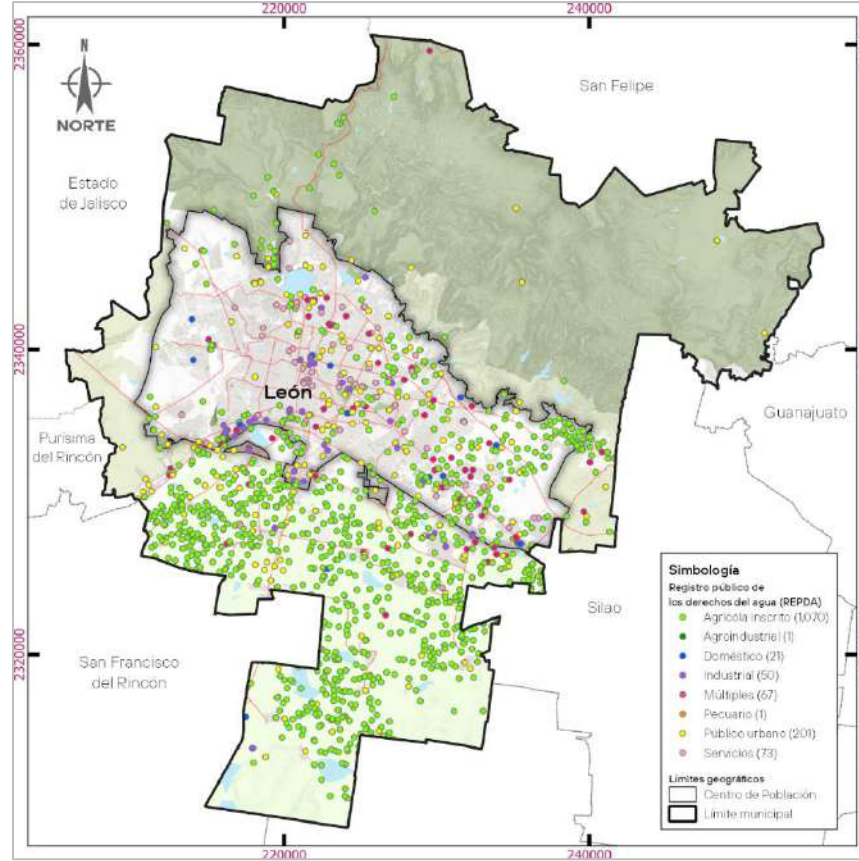 220000
240000
2360000
N
NORTE
San Felipe
Estado
de Jalisco
2340000
2340000
León
Guanajuato
Purísima
del Rincón
Simbología
Registro público de
los derechos del agua (REPDA)
Agrícola inscrito (1,070)
Agroindustrial (1)
Doméstico (21)
Industrial (50)
Múltiples (67)
Pecuario (1)
Público urbano (201)
Servicios (73)
Límites geográficos
Centro de Población
Límite municipal
Silao
2320000
2320000
San Francisco
del Rincón
220000
240000